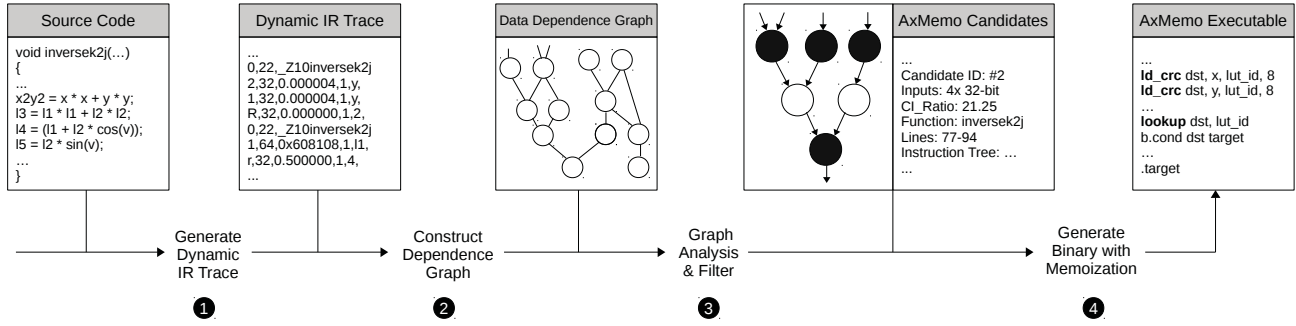 Source Code
void inversek2j(…)
{
...
x2y2 = x * x + y * y;
l3 = l1 * l1 + l2 * l2;
l4 = (l1 + l2 * cos(v));
l5 = l2 * sin(v);
…
}
Dynamic IR Trace
...
0,22,_Z10inversek2j
2,32,0.000004,1,y,
1,32,0.000004,1,y,
R,32,0.000000,1,2,
0,22,_Z10inversek2j
1,64,0x608108,1,l1,
r,32,0.500000,1,4,
...
Data Dependence Graph
AxMemo Candidates
...
Candidate ID: #2
Inputs: 4x 32-bit
CI_Ratio: 21.25
Function: inversek2j
Lines: 77-94
Instruction Tree: …
...
AxMemo Executable
...
ld_crc dst, x, lut_id, 8
ld_crc dst, y, lut_id, 8
…
lookup dst, lut_id
b.cond dst target
…
.target
Generate
Dynamic
IR Trace
1
Construct
Dependence
Graph
2
Graph
Analysis
& Filter
3
Generate
Binary with
Memoization
4